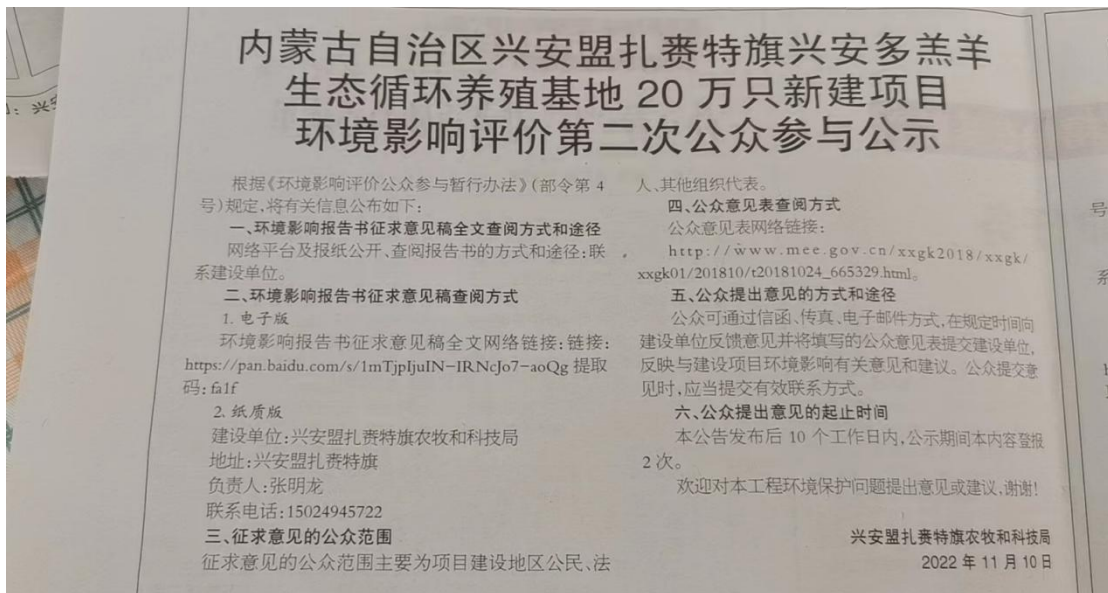 内蒙古自治区兴安盟扎赉特旗兴安多羔羊
生态循环养殖基地 20 万只新建项目
环境影响评价第二次公众参与公示
根据《环境影响评价公众参与暂行办法》(部令第 4
号)规定,将有关信息公布如下:
一、环境影响报告书征求意见稿全文查阅方式和途径
网络平台及报纸公开、查阅报告书的方式和途径:联
系建设单位。
二、环境影响报告书征求意见稿查阅方式
1. 电子版
环境影响报告书征求意见稿全文网络链接:链接:
https://pan.baidu.com/s/1mTjpIjuIN-IRNcJo7-aoQg 提取
码:fa1f
2. 纸质版
建设单位:兴安盟扎赉特旗农牧和科技局
地址:兴安盟扎赉特旗
负责人:张明龙
联系电话:15024945722
三、征求意见的公众范围
征求意见的公众范围主要为项目建设地区公民、法
人、其他组织代表。
四、公众意见表查阅方式
公众意见表网络链接:
http://www.mee.gov.cn/xxgk2018/xxgk/
xxgk01/201810/t20181024_665329.html。
五、公众提出意见的方式和途径
公众可通过信函、传真、电子邮件方式,在规定时间向
建设单位反馈意见并将填写的公众意见表提交建设单位,
反映与建设项目环境影响有关意见和建议。公众提交意
见时,应当提交有效联系方式。
六、公众提出意见的起止时间
本公告发布后 10 个工作日内,公示期间本内容登报
2 次。
欢迎对本工程环境保护问题提出意见或建议,谢谢!
兴安盟扎赉特旗农牧和科技局
2022 年 11 月 10 日
号